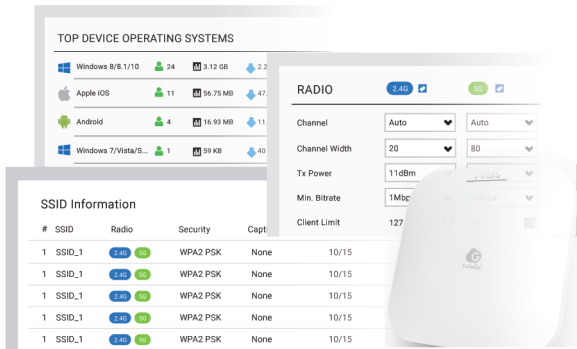 TOP DEVICE OPERATING SYSTEMS
Windows 8/8.1/10 24 3.12 GB 2.2
Apple iOS 11 56.75 MB 47.
Android 4 16.93 MB 11.
Windows 7/Vista/S... 1 59 KB 40
RADIO 2.4G 5G
Channel Auto Auto
Channel Width 20 80
Tx Power 11dBm
Min. Bitrate 1Mbp
Client Limit 127
SSID Information
# SSID Radio Security Capt
1 SSID_1 2.4G 5G WPA2 PSK None 10/15
1 SSID_1 2.4G 5G WPA2 PSK None 10/15
1 SSID_1 2.4G 5G WPA2 PSK None 10/15
1 SSID_1 2.4G 5G WPA2 PSK None 10/15
1 SSID_1 2.4G 5G WPA2 PSK None 10/15